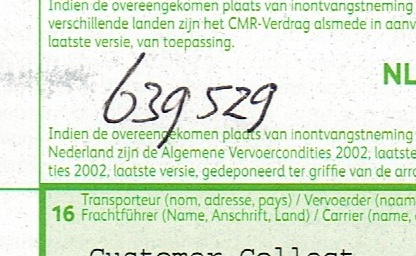 Indien de overeengekomen plaats van inontvangstneming
verschillende landen zijn het CMR-Verdrag alsmede in aanv
laatste versie, van toepassing.
NL
639529
Indien de overeengekomen plaats van inontvangstneming
Nederland zijn de Algemene Vervoercondities 2002, laatste
ties 2002, laatste versie, gedeponeerd ter griffie van de arro
16 Transporteur (nom, adresse, pays) / Vervoerder (naam
Frachtführer (Name, Anschrift, Land) / Carrier (name,
Customer Collect